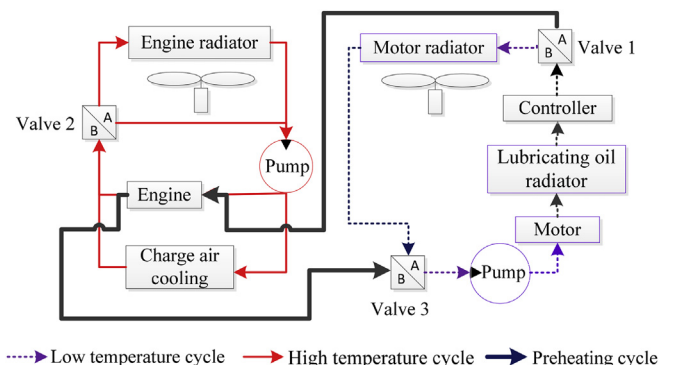 Engine radiator
Motor radiator
A
B
Valve 1
Controller
Valve 2
A
B
Pump
Lubricating oil
radiator
Engine
Motor
Charge air
cooling
A
B
Pump
Valve 3
Low temperature cycle
High temperature cycle
Preheating cycle